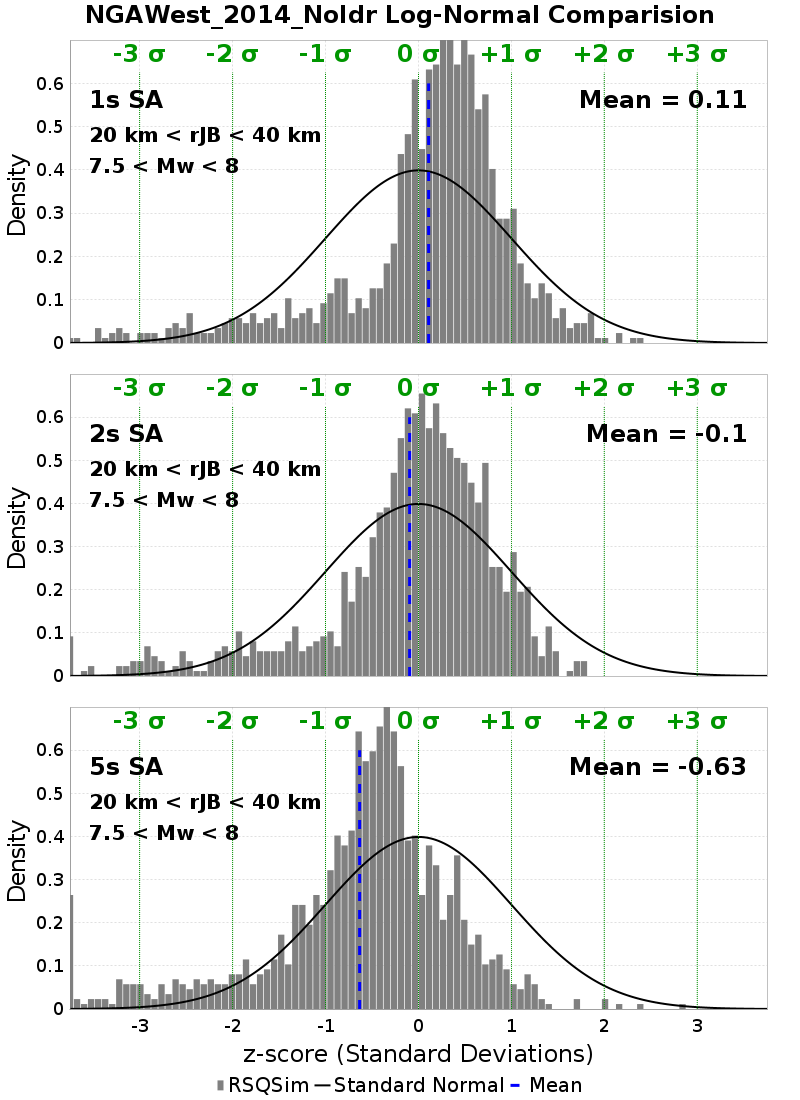 NGAWest_2014_NoIdr Log-Normal Comparision
-3 σ -2 σ -1 σ 0 σ +1 σ +2 σ +3 σ
1s SA Mean = 0.11
20 km < rJB < 40 km
7.5 < Mw < 8
Density
0.6
0.5
0.4
0.3
0.2
0.1
0
-3 σ -2 σ -1 σ 0 σ +1 σ +2 σ +3 σ
2s SA Mean = -0.1
20 km < rJB < 40 km
7.5 < Mw < 8
Density
0.6
0.5
0.4
0.3
0.2
0.1
0
-3 σ -2 σ -1 σ 0 σ +1 σ +2 σ +3 σ
5s SA Mean = -0.63
20 km < rJB < 40 km
7.5 < Mw < 8
Density
0.6
0.5
0.4
0.3
0.2
0.1
0
-3 -2 -1 0 1 2 3
z-score (Standard Deviations)
RSQSim Standard Normal Mean